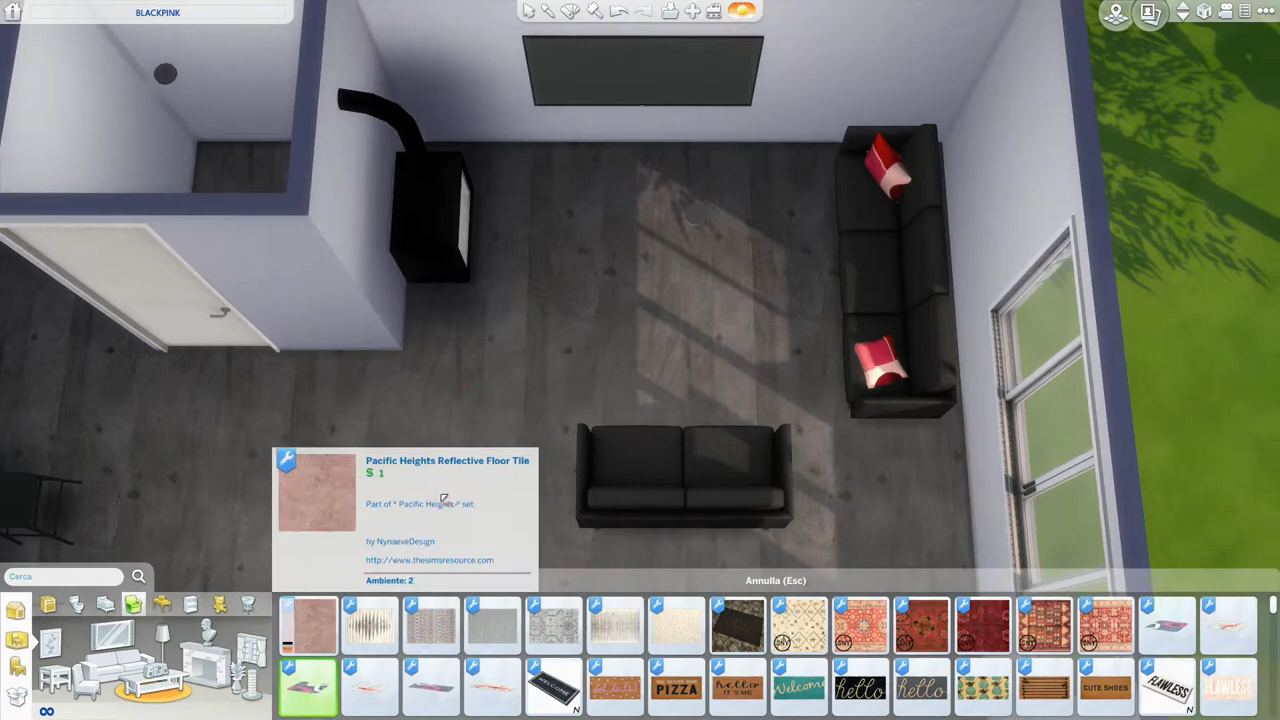 BLACKPINK
Pacific Heights Reflective Floor Tile
$ 1
Part of " Pacific Heights " set.
by NynaeveDesign
http://www.thesimsresource.com
Ambiente: 2
Cerca
Annulla (Esc)
WELCOME
PIZZA
hello
IT'S ME
Welcome
hello
hello
CUTE SHOES
FLAWLESS
FLAWLESS